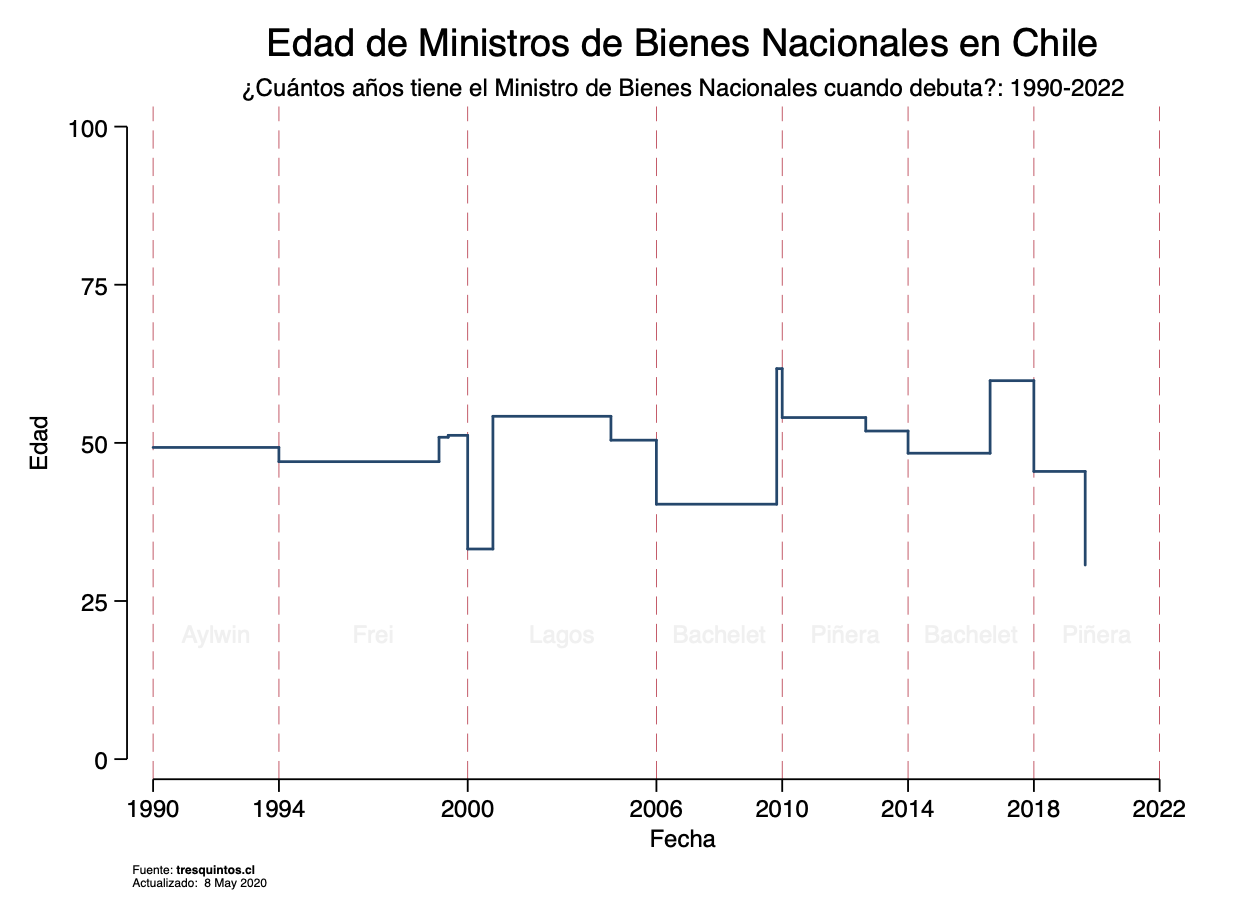 Edad de Ministros de Bienes Nacionales en Chile
¿Cuántos años tiene el Ministro de Bienes Nacionales cuando debuta?: 1990-2022
100
75
50
25
0
Edad
Aylwin
Frei
Lagos
Bachelet
Piñera
Bachelet
Piñera
1990
1994
2000
2006
2010
2014
2018
2022
Fecha
Fuente: tresquintos.cl
Actualizado: 8 May 2020